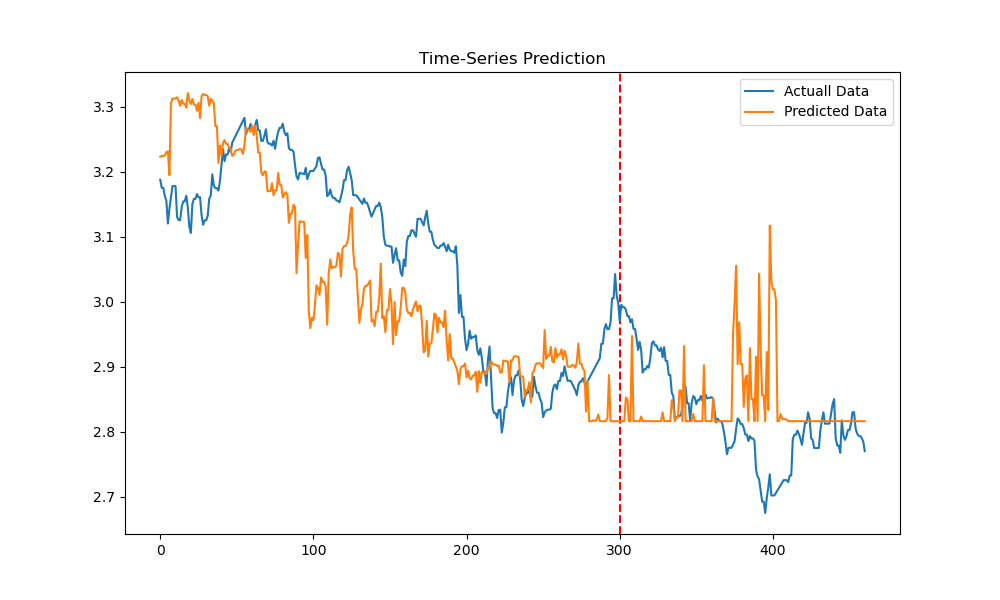 Time-Series Prediction
Actuall Data
Predicted Data
3.3
3.2
3.1
3.0
2.9
2.8
2.7
0 100 200 300 400